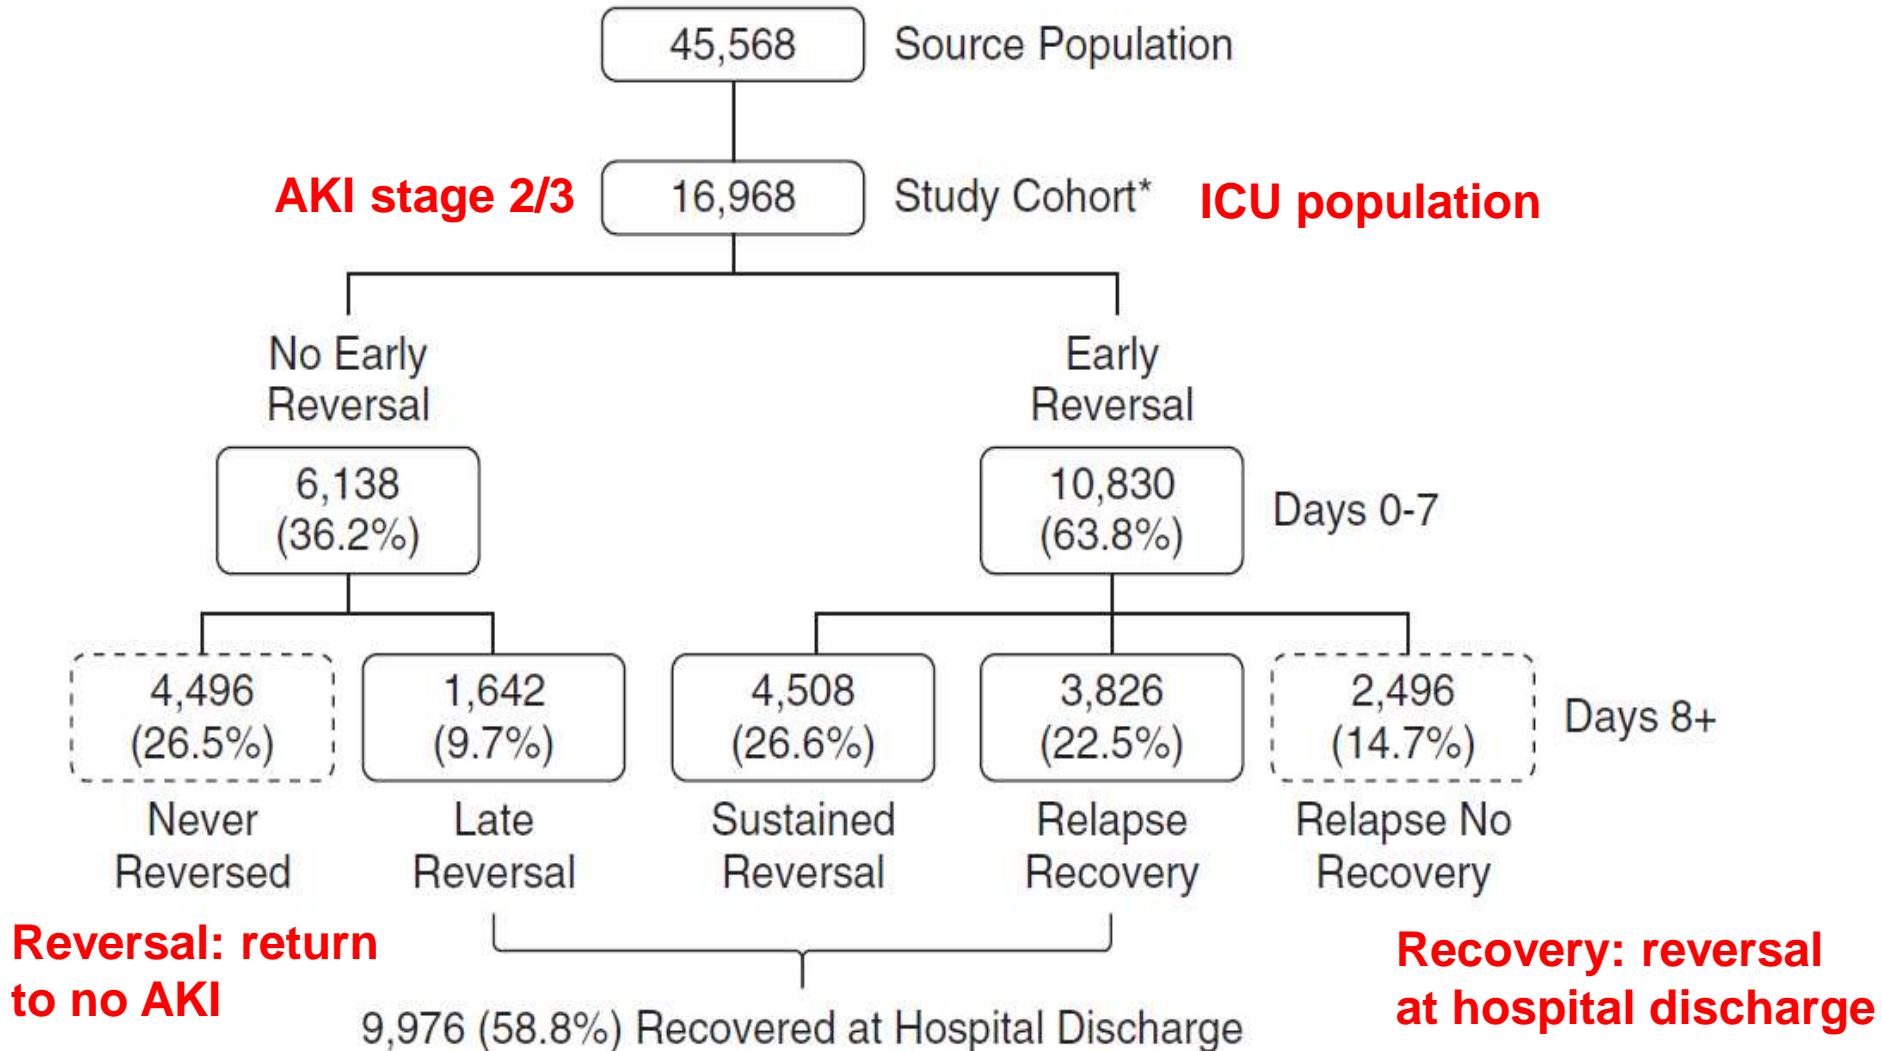 45,568
Source Population
AKI stage 2/3
16,968
Study Cohort*
ICU population
No Early
Reversal
Early
Reversal
6,138
(36.2%)
10,830
(63.8%)
Days 0-7
4,496
(26.5%)
1,642
(9.7%)
4,508
(26.6%)
3,826
(22.5%)
2,496
(14.7%)
Days 8+
Never
Reversed
Late
Reversal
Sustained
Reversal
Relapse
Recovery
Relapse No
Recovery
Reversal: return
to no AKI
Recovery: reversal
at hospital discharge
9,976 (58.8%) Recovered at Hospital Discharge